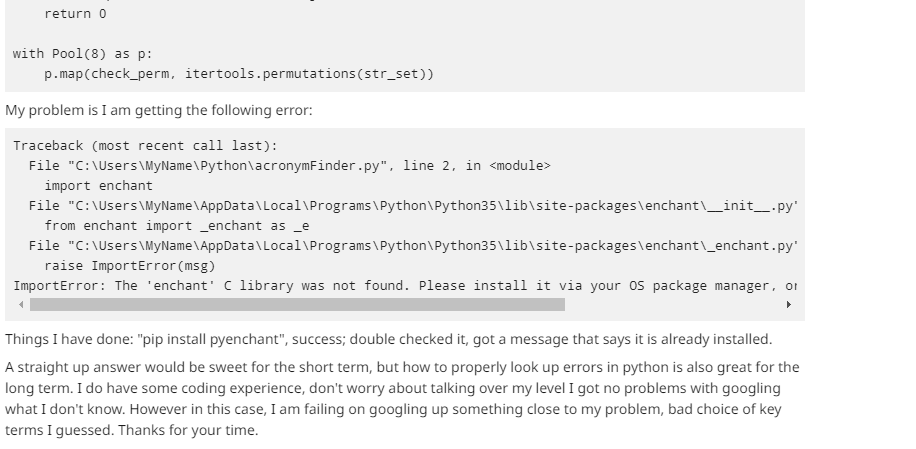 return 0
with Pool(8) as p:
p.map(check_perm, itertools.permutations(str_set))
My problem is I am getting the following error:
Traceback (most recent call last):
File "C:\Users\MyName\Python\acronymFinder.py", line 2, in <module>
import enchant
File "C:\Users\MyName\AppData\Local\Programs\Python\Python35\lib\site-packages\enchant\__init__.py"
from enchant import _enchant as _e
File "C:\Users\MyName\AppData\Local\Programs\Python\Python35\lib\site-packages\enchant\_enchant.py"
raise ImportError(msg)
ImportError: The 'enchant' C library was not found. Please install it via your OS package manager, or
Things I have done: "pip install pyenchant", success; double checked it, got a message that says it is already installed.
A straight up answer would be sweet for the short term, but how to properly look up errors in python is also great for the
long term. I do have some coding experience, don't worry about talking over my level I got no problems with googling
what I don't know. However in this case, I am failing on googling up something close to my problem, bad choice of key
terms I guessed. Thanks for your time.